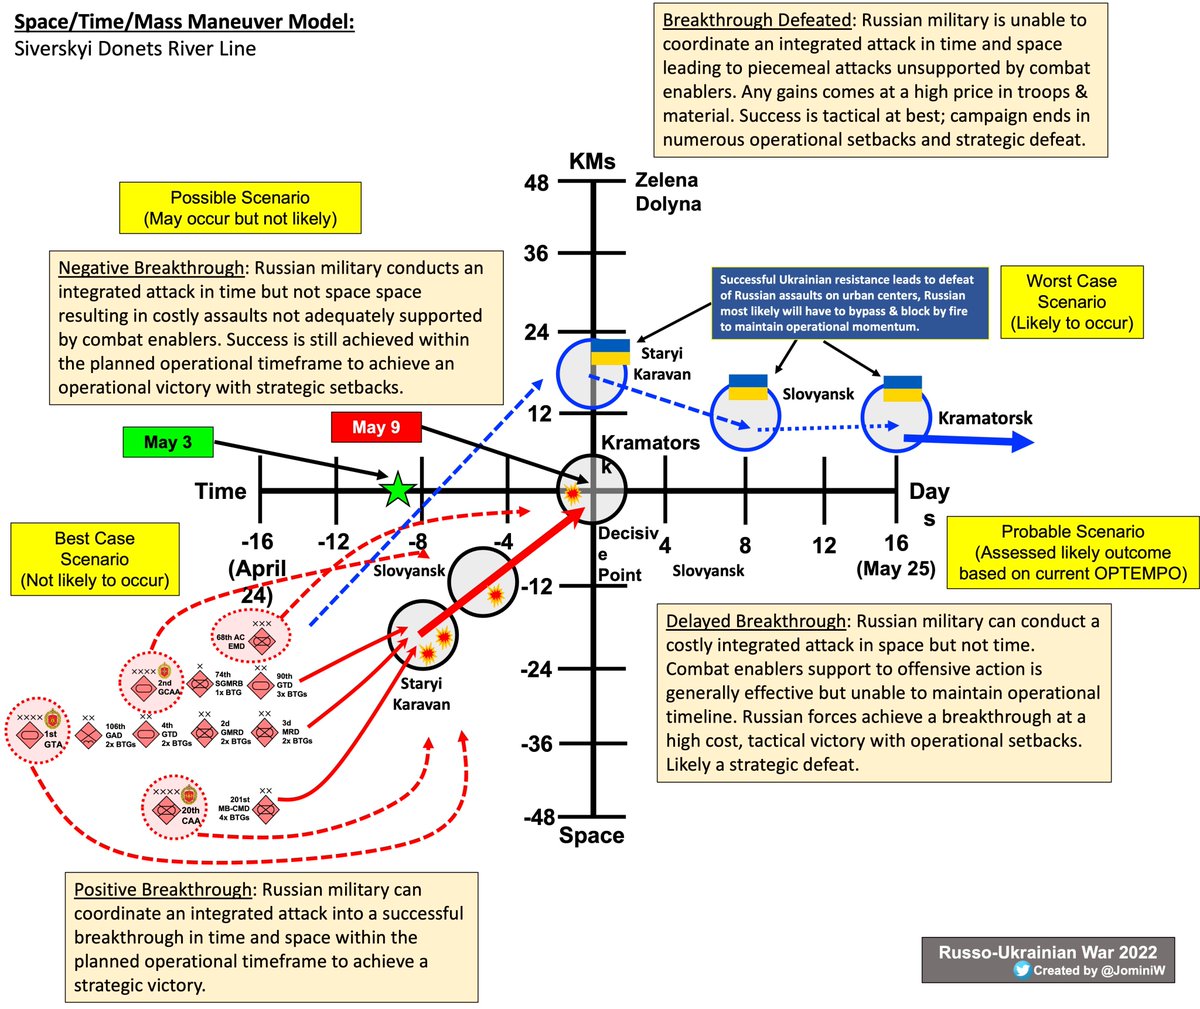 Space/Time/Mass Maneuver Model:
Siverskyi Donets River Line
Breakthrough Defeated: Russian military is unable to
coordinate an integrated attack in time and space
leading to piecemeal attacks unsupported by combat
enablers. Any gains comes at a high price in troops &
material. Success is tactical at best; campaign ends in
numerous operational setbacks and strategic defeat.
Possible Scenario
(May occur but not likely)
Negative Breakthrough: Russian military conducts an
integrated attack in time but not space space
resulting in costly assaults not adequately supported
by combat enablers. Success is still achieved within
the planned operational timeframe to achieve an
operational victory with strategic setbacks.
KMs
48
Zelena
Dolyna
36
24
12
Successful Ukrainian resistance leads to defeat
of Russian assaults on urban centers, Russian
most likely will have to bypass & block by fire
to maintain operational momentum.
Worst Case
Scenario
(Likely to occur)
Staryi
Karavan
Slovyansk
Kramatorsk
May 3
May 9
Kramators
k
Time
Day
s
-16
(April
24)
-12
-8
-4
Decisiv
e
Point
4
8
12
16
(May 25)
Slovyansk
Slovyansk
Best Case
Scenario
(Not likely to occur)
Probable Scenario
(Assessed likely outcome
based on current OPTEMPO)
-12
-24
-36
-48
Space
Staryi
Karavan
XXX
68th AC
EMD
XXXX
2nd
GCAA
X
74th
SGMRB
1x BTG
XX
90th
GTD
3x BTGs
XXXX
1st
GTA
XX
106th
GAD
2x BTGs
XX
4th
GTD
2x BTGs
XX
2d
GMRD
2x BTGs
XX
3d
MRD
2x BTGs
XXXX
20th
CAA
XX
201st
MB-CMD
4x BTGs
Delayed Breakthrough: Russian military can conduct a
costly integrated attack in space but not time.
Combat enablers support to offensive action is
generally effective but unable to maintain operational
timeline. Russian forces achieve a breakthrough at a
high cost, tactical victory with operational setbacks.
Likely a strategic defeat.
Positive Breakthrough: Russian military can
coordinate an integrated attack into a successful
breakthrough in time and space within the
planned operational timeframe to achieve a
strategic victory.
Russo-Ukrainian War 2022
Created by @JominiW